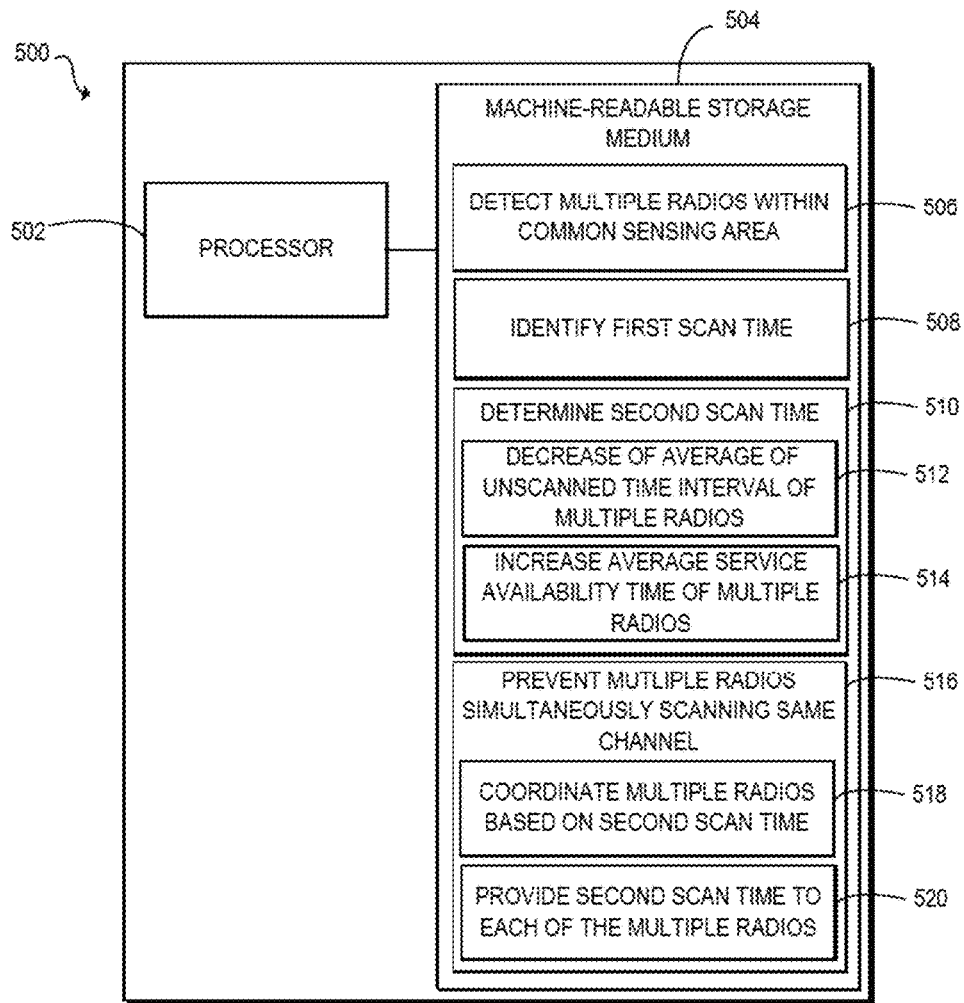 504
500
MACHINE-READABLE STORAGE
MEDIUM
DETECT MULTIPLE RADIOS WITHIN
COMMON SENSING AREA
506
502
PROCESSOR
IDENTIFY FIRST SCAN TIME
508
DETERMINE SECOND SCAN TIME
510
DECREASE OF AVERAGE OF
UNSCANNED TIME INTERVAL OF
MULTIPLE RADIOS
512
INCREASE AVERAGE SERVICE
AVAILABILITY TIME OF MULTIPLE
RADIOS
514
PREVENT MUTLIPLE RADIOS
SIMULTANEOUSLY SCANNING SAME
CHANNEL
516
COORDINATE MULTIPLE RADIOS
BASED ON SECOND SCAN TIME
518
PROVIDE SECOND SCAN TIME TO
EACH OF THE MULTIPLE RADIOS
520